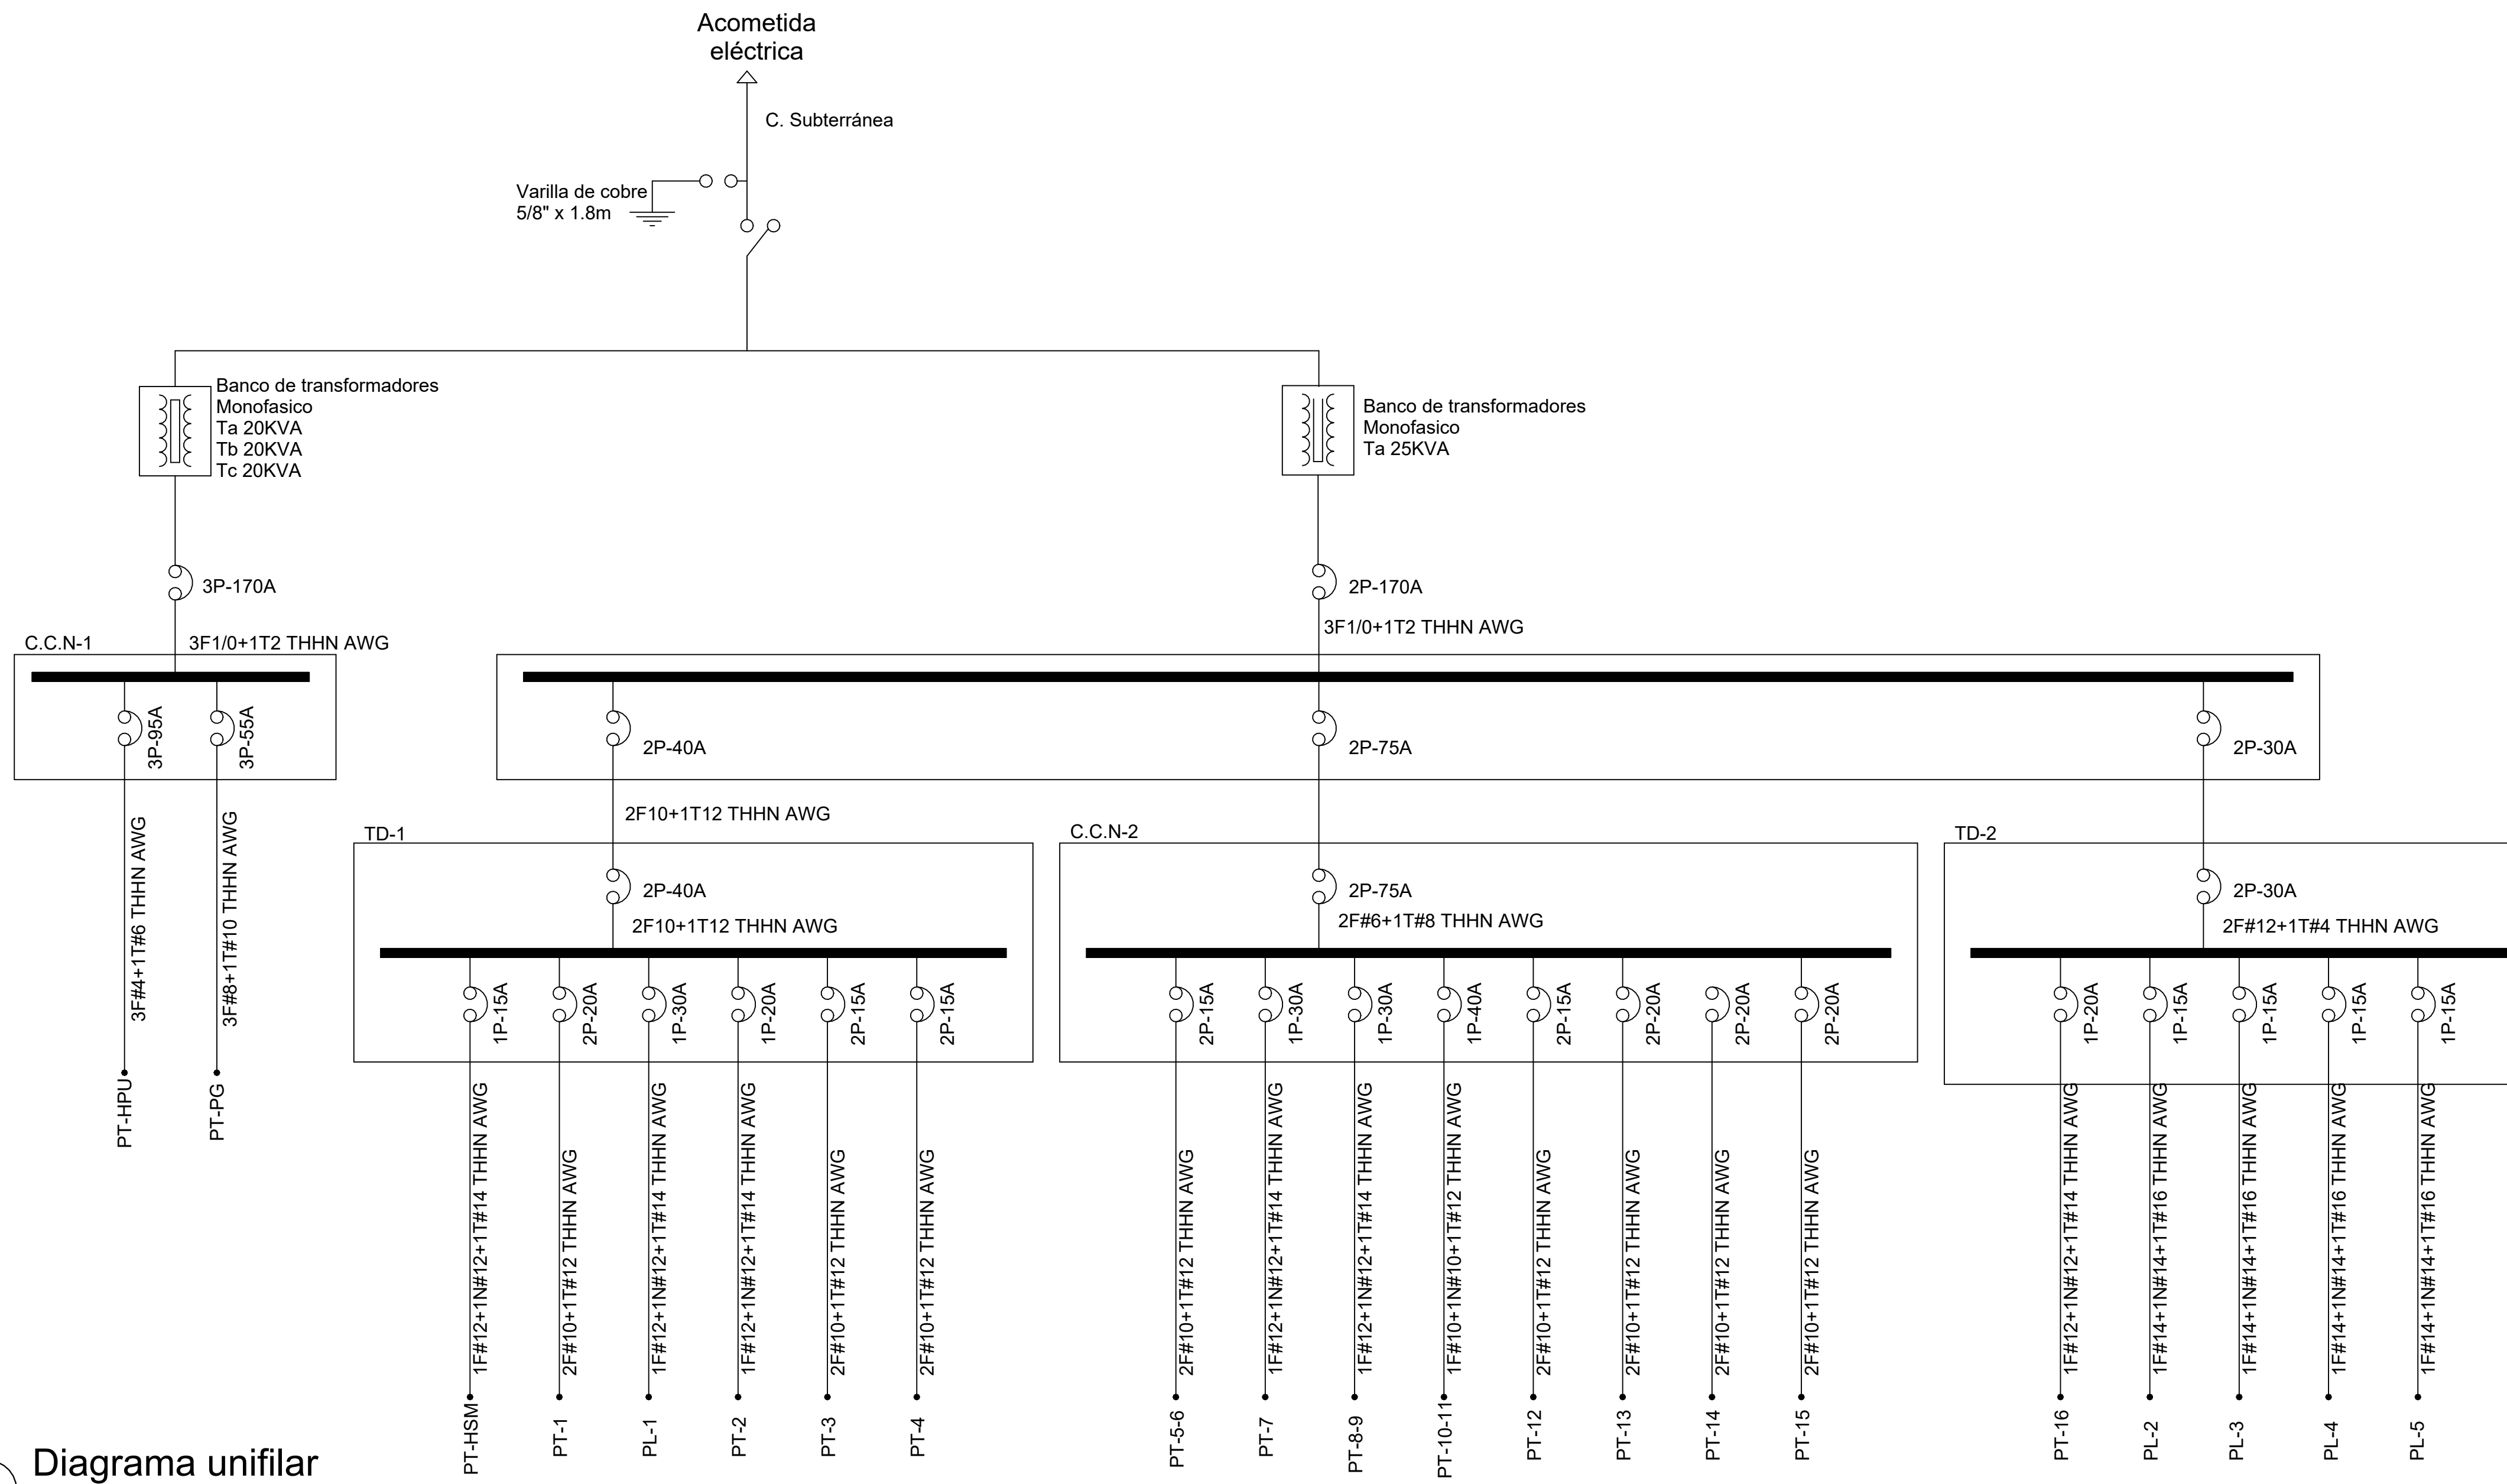 Acometida
eléctrica
C. Subterránea
Varilla de cobre
5/8" x 1.8m
Banco de transformadores
Monofasico
Ta 20KVA
Tb 20KVA
Tc 20KVA
Banco de transformadores
Monofasico
Ta 25KVA
3P-170A
2P-170A
C.C.N-1
3F1/0+1T2 THHN AWG
3F1/0+1T2 THHN AWG
3P-95A
3P-55A
2P-40A
2P-75A
2P-30A
3F#4+1T#6 THHN AWG
3F#8+1T#10 THHN AWG
PT-HPU
PT-PG
2F10+1T12 THHN AWG
TD-1
2P-40A
2F10+1T12 THHN AWG
1P-15A
2P-20A
1P-30A
1P-20A
2P-15A
2P-15A
1F#12+1N#12+1T#14 THHN AWG
2F#10+1T#12 THHN AWG
1F#12+1N#12+1T#14 THHN AWG
1F#12+1N#12+1T#14 THHN AWG
2F#10+1T#12 THHN AWG
2F#10+1T#12 THHN AWG
PT-HSM
PT-1
PL-1
PT-2
PT-3
PT-4
C.C.N-2
2P-75A
2F#6+1T#8 THHN AWG
2P-15A
1P-30A
1P-30A
1P-40A
2P-15A
2P-20A
2P-20A
2P-20A
2F#10+1T#12 THHN AWG
1F#12+1N#12+1T#14 THHN AWG
1F#12+1N#12+1T#14 THHN AWG
1F#10+1N#10+1T#12 THHN AWG
2F#10+1T#12 THHN AWG
2F#10+1T#12 THHN AWG
2F#10+1T#12 THHN AWG
2F#10+1T#12 THHN AWG
PT-5-6
PT-7
PT-8-9
PT-10-11
PT-12
PT-13
PT-14
PT-15
TD-2
2P-30A
2F#12+1T#4 THHN AWG
1P-20A
1P-15A
1P-15A
1P-15A
1P-15A
1F#12+1N#12+1T#14 THHN AWG
1F#14+1N#14+1T#16 THHN AWG
1F#14+1N#14+1T#16 THHN AWG
1F#14+1N#14+1T#16 THHN AWG
1F#14+1N#14+1T#16 THHN AWG
PT-16
PL-2
PL-3
PL-4
PL-5
Diagrama unifilar